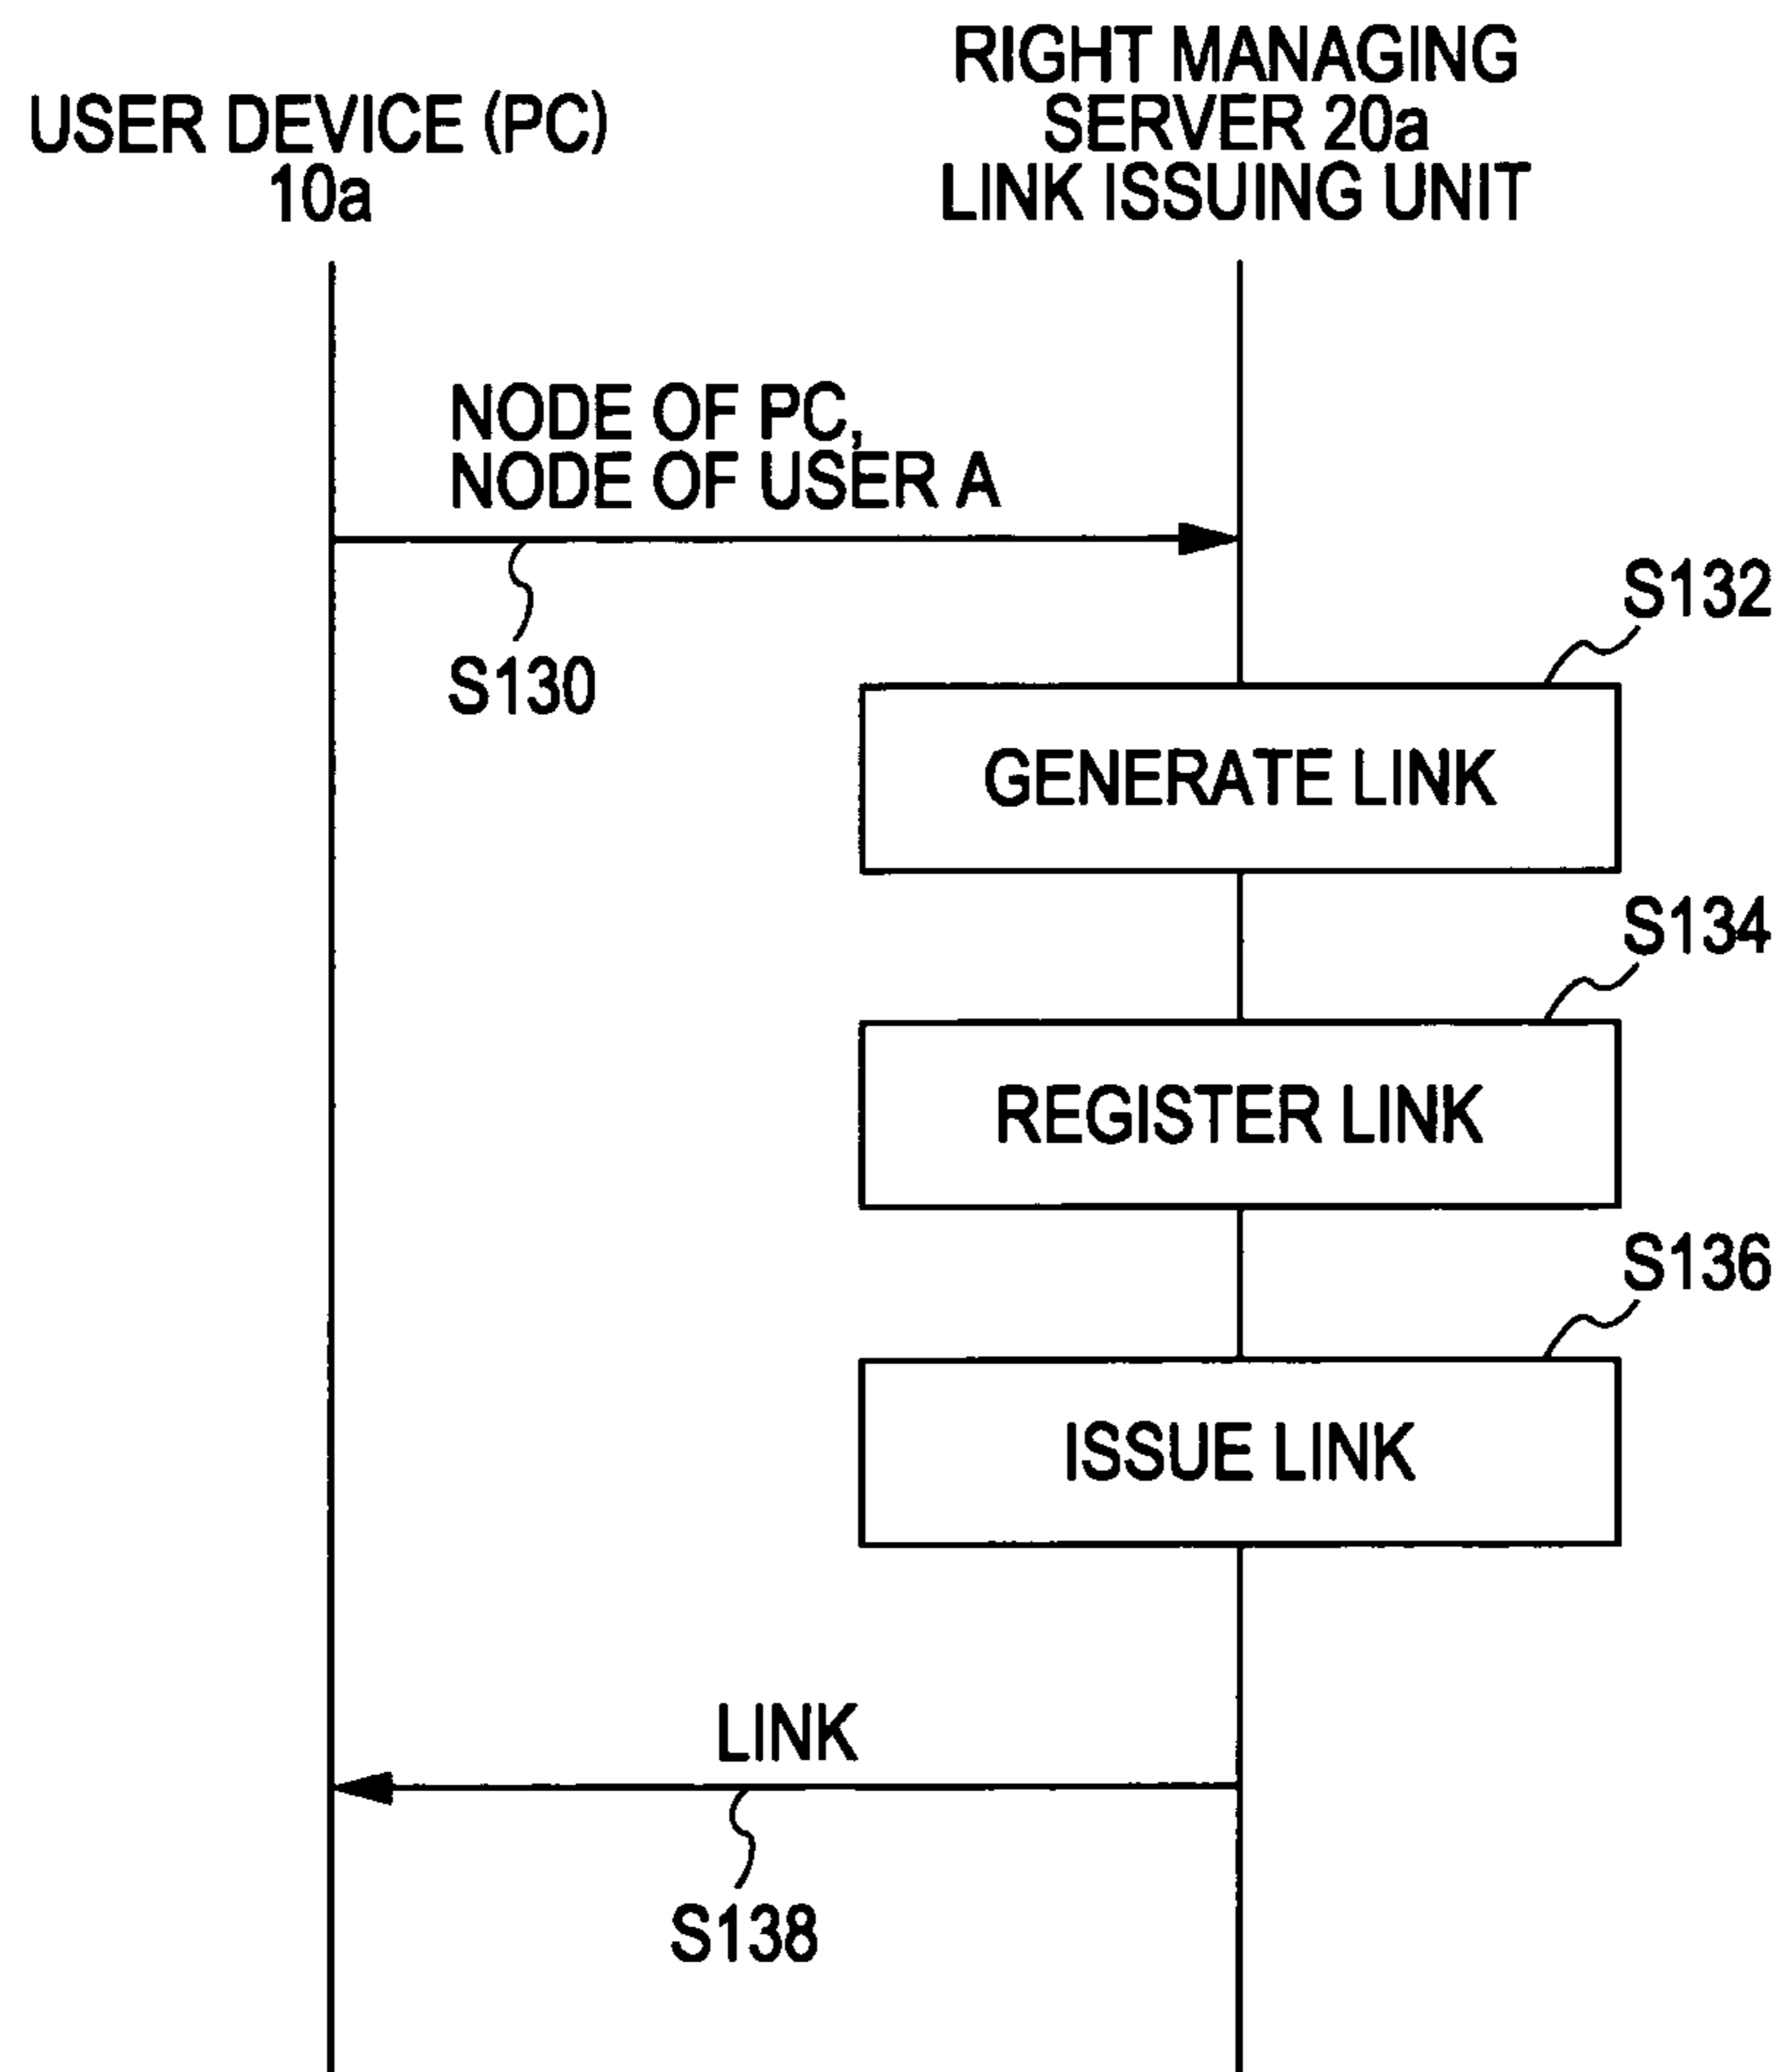 USER DEVICE (PC)
10a
RIGHT MANAGING
SERVER 20a
LINK ISSUING UNIT
NODE OF PC,
NODE OF USER A
S130
S132
GENERATE LINK
S134
REGISTER LINK
S136
ISSUE LINK
LINK
S138